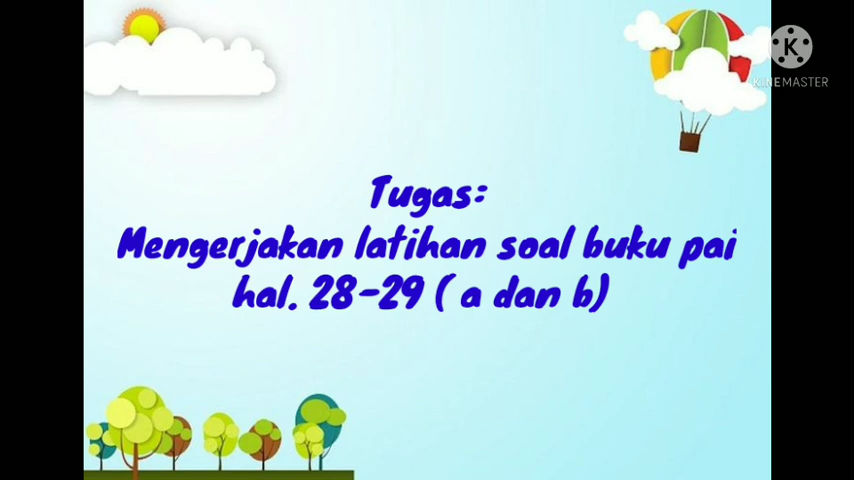 KINEMASTER
Tugas:
Mengerjakan latihan soal buku pai
hal. 28-29 ( a dan b)